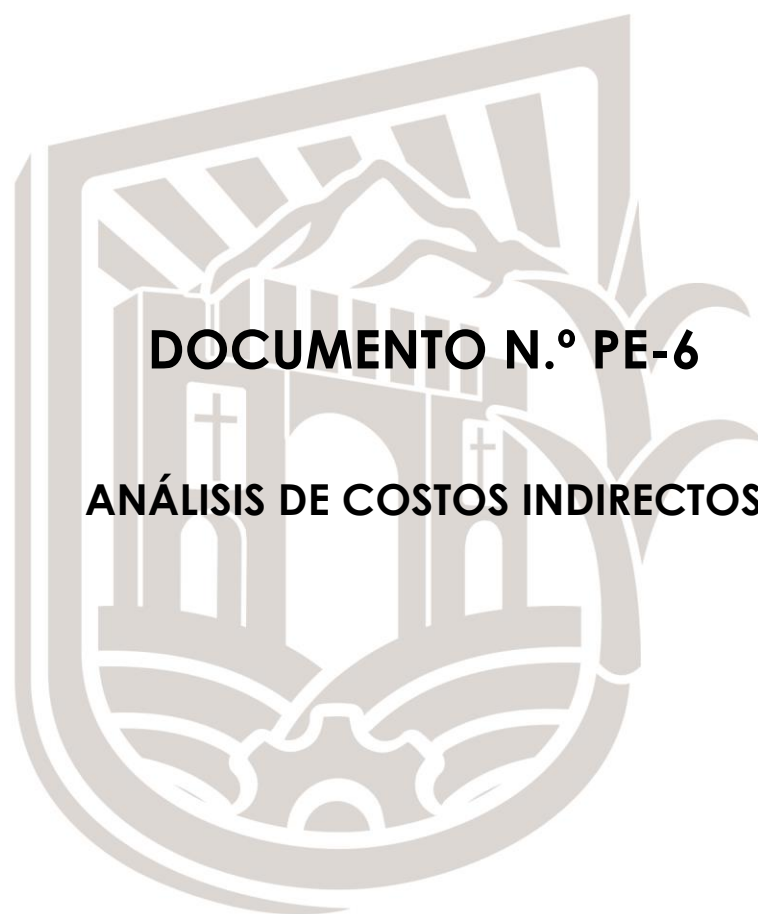 DOCUMENTO N.º PE-6
ANÁLISIS DE COSTOS INDIRECTOS